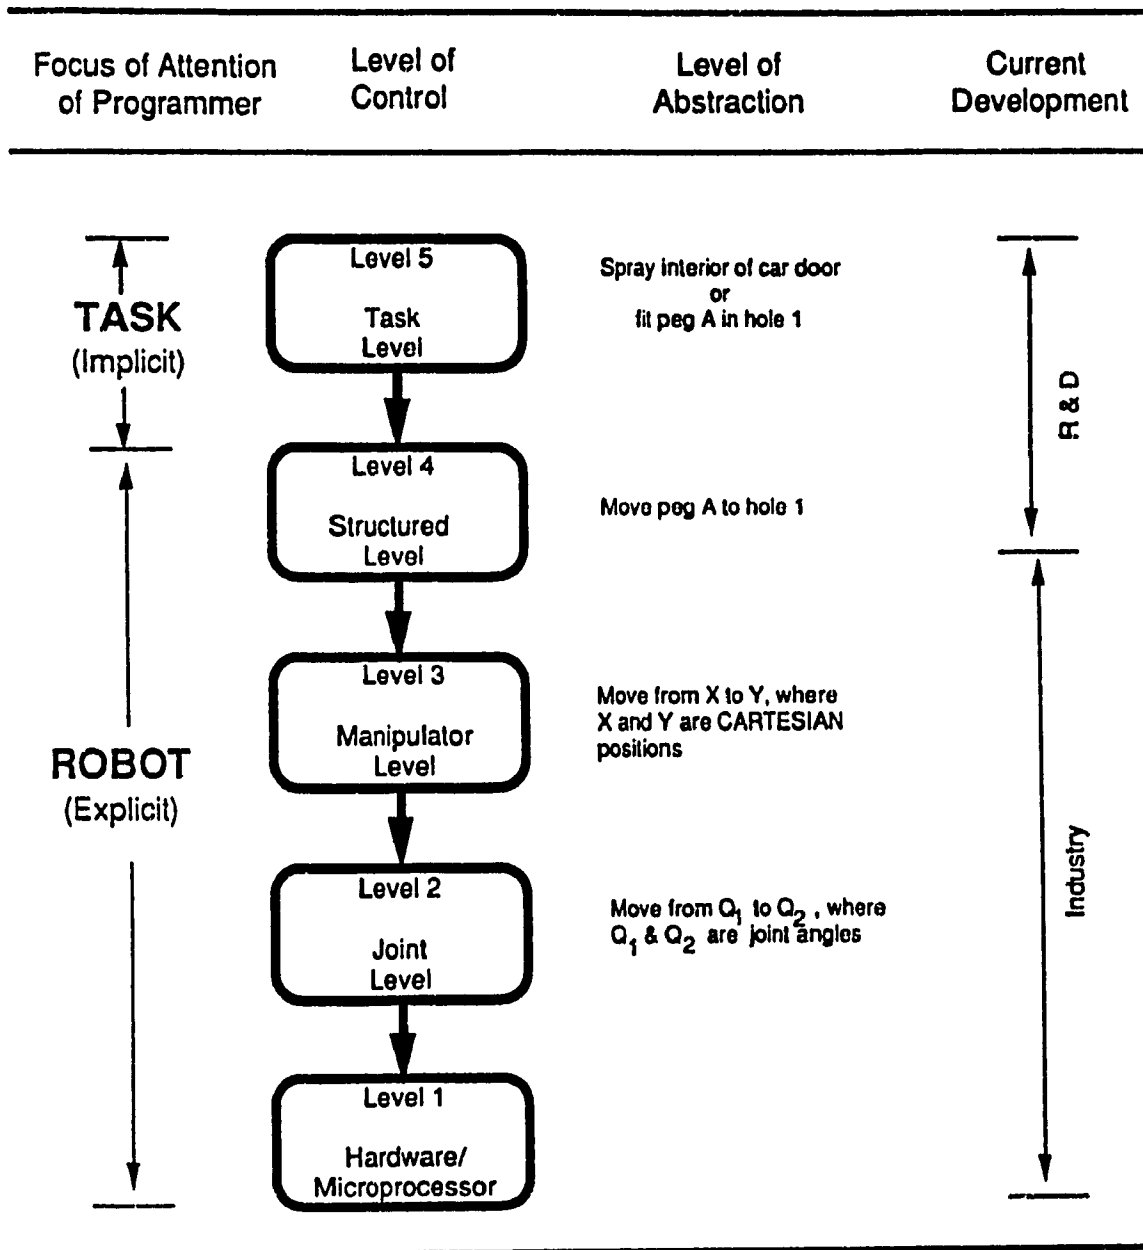 Focus of Attention
of Programmer
Level of
Control
Level of
Abstraction
Current
Development
TASK
(Implicit)
Level 5
Task
Level
Spray interior of car door
or
fit peg A in hole 1
R & D
Level 4
Structured
Level
Move peg A to hole 1
ROBOT
(Explicit)
Level 3
Manipulator
Level
Move from X to Y, where
X and Y are CARTESIAN
positions
Industry
Level 2
Joint
Level
Move from Q1 to Q2 , where
Q1 & Q2 are joint angles
Level 1
Hardware/
Microprocessor